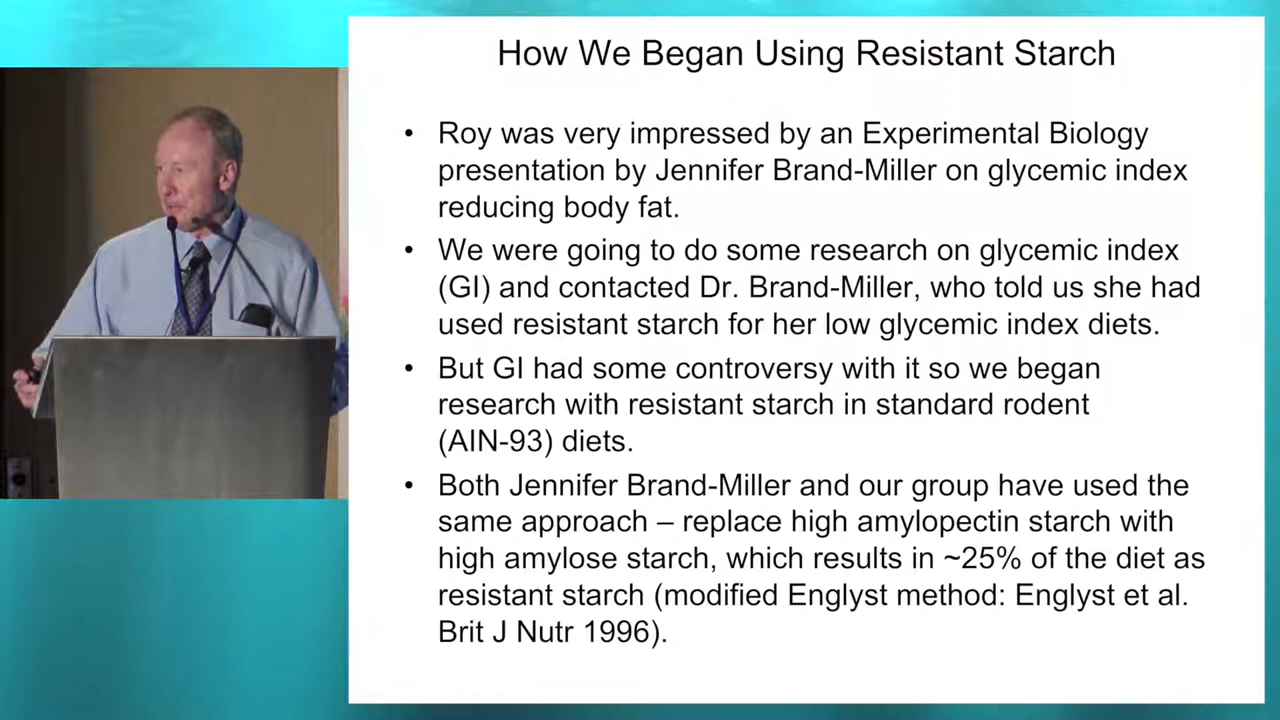 How We Began Using Resistant Starch
• Roy was very impressed by an Experimental Biology
presentation by Jennifer Brand-Miller on glycemic index
reducing body fat.
• We were going to do some research on glycemic index
(GI) and contacted Dr. Brand-Miller, who told us she had
used resistant starch for her low glycemic index diets.
• But GI had some controversy with it so we began
research with resistant starch in standard rodent
(AIN-93) diets.
• Both Jennifer Brand-Miller and our group have used the
same approach – replace high amylopectin starch with
high amylose starch, which results in ~25% of the diet as
resistant starch (modified Englyst method: Englyst et al.
Brit J Nutr 1996).